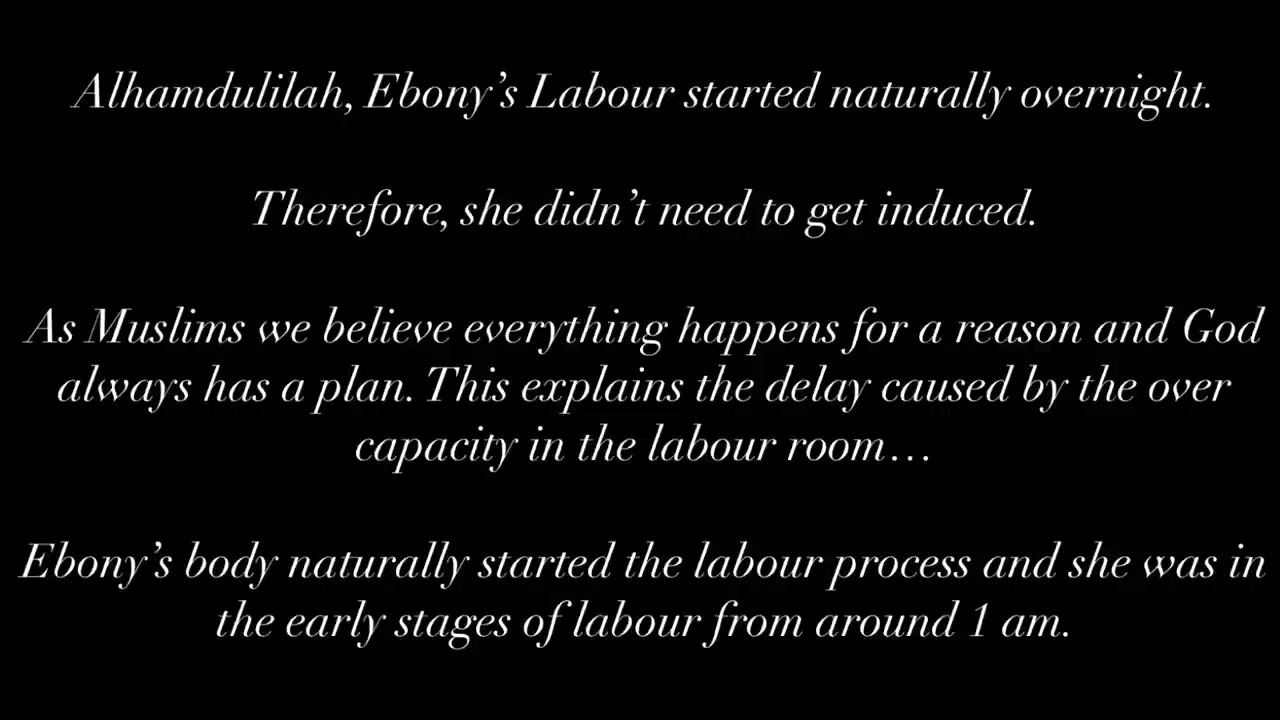 Alhamdulilah, Ebony’s Labour started naturally overnight.
Therefore, she didn’t need to get induced.
As Muslims we believe everything happens for a reason and God
always has a plan. This explains the delay caused by the over
capacity in the labour room…
Ebony’s body naturally started the labour process and she was in
the early stages of labour from around 1 am.